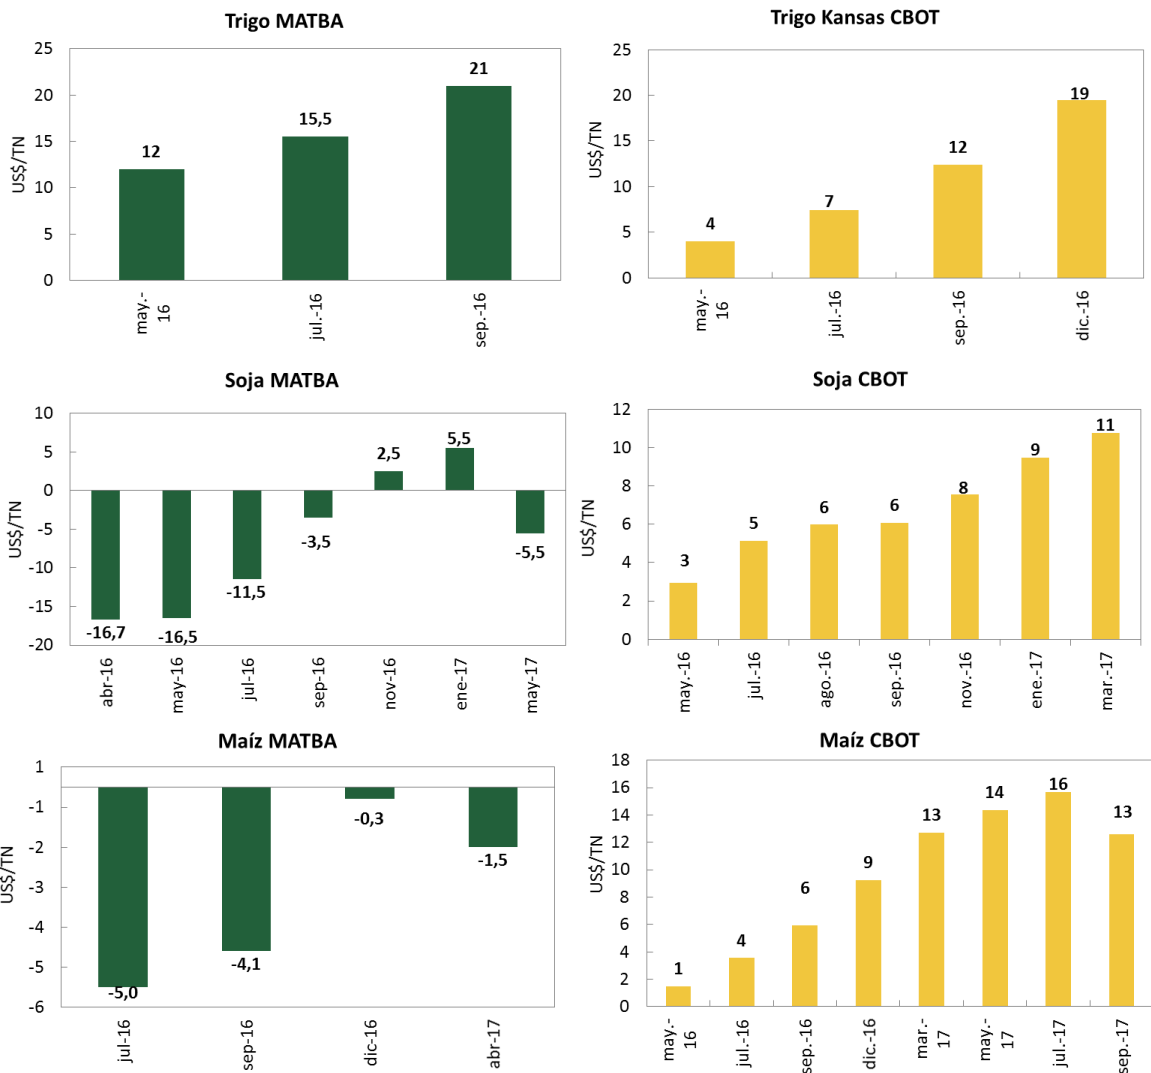 Trigo MATBA
US$/TN
25
20
15
10
5
0
12
15,5
21
may.-
16
jul.-16
sep.-16
Trigo Kansas CBOT
US$/TN
25
20
15
10
5
0
4
7
12
19
may.-
16
jul.-16
sep.-16
dic.-16
Soja MATBA
US$/TN
10
5
0
-5
-10
-15
-20
-16,7
-16,5
-11,5
-3,5
2,5
5,5
-5,5
abr-16
may-16
jul-16
sep-16
nov-16
ene-17
may-17
Soja CBOT
US$/TN
12
10
8
6
4
2
0
3
5
6
6
8
9
11
may.-16
jul.-16
ago.-16
sep.-16
nov.-16
ene.-17
mar.-17
Maíz MATBA
US$/TN
1
-1
-2
-3
-4
-5
-6
-5,0
-4,1
-0,3
-1,5
jul-16
sep-16
dic-16
abr-17
Maíz CBOT
US$/TN
18
16
14
12
10
8
6
4
2
0
1
4
6
9
13
14
16
13
may.-
16
jul.-16
sep.-16
dic.-16
mar.-
17
may.-
17
jul.-17
sep.-17